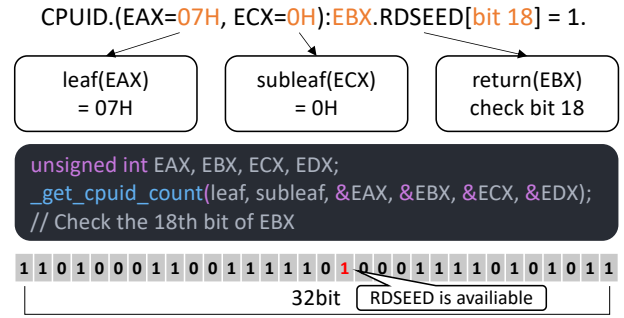 CPUID.(EAX=07H, ECX=0H):EBX.RDSEED[bit 18] = 1.
leaf(EAX)
= 07H
subleaf(ECX)
= 0H
return(EBX)
check bit 18
unsigned int EAX, EBX, ECX, EDX;
_get_cpuid_count(leaf, subleaf, &EAX, &EBX, &ECX, &EDX);
// Check the 18th bit of EBX
1 1 0 1 0 0 0 1 1 0 0 1 1 1 1 1 0 1 0 0 0 1 1 1 1 0 1 0 1 0 1 1
32bit
RDSEED is availiable